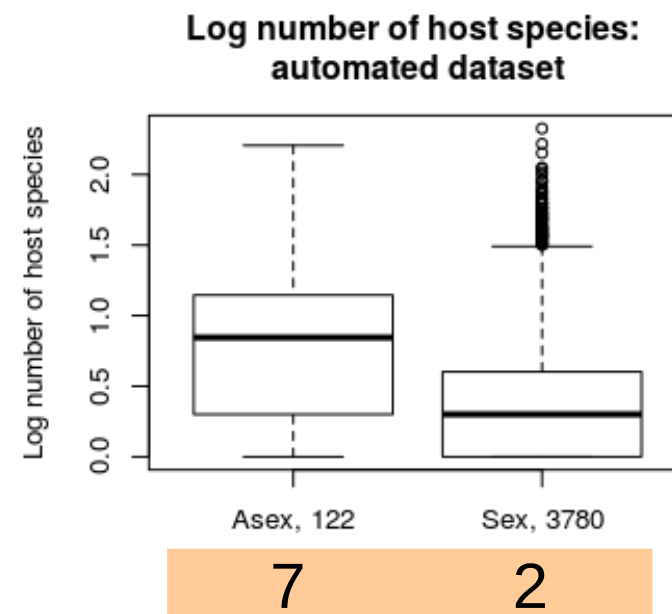 Log number of host species:
automated dataset
Log number of host species
2.0
1.5
1.0
0.5
0.0
Asex, 122 Sex, 3780
7 2